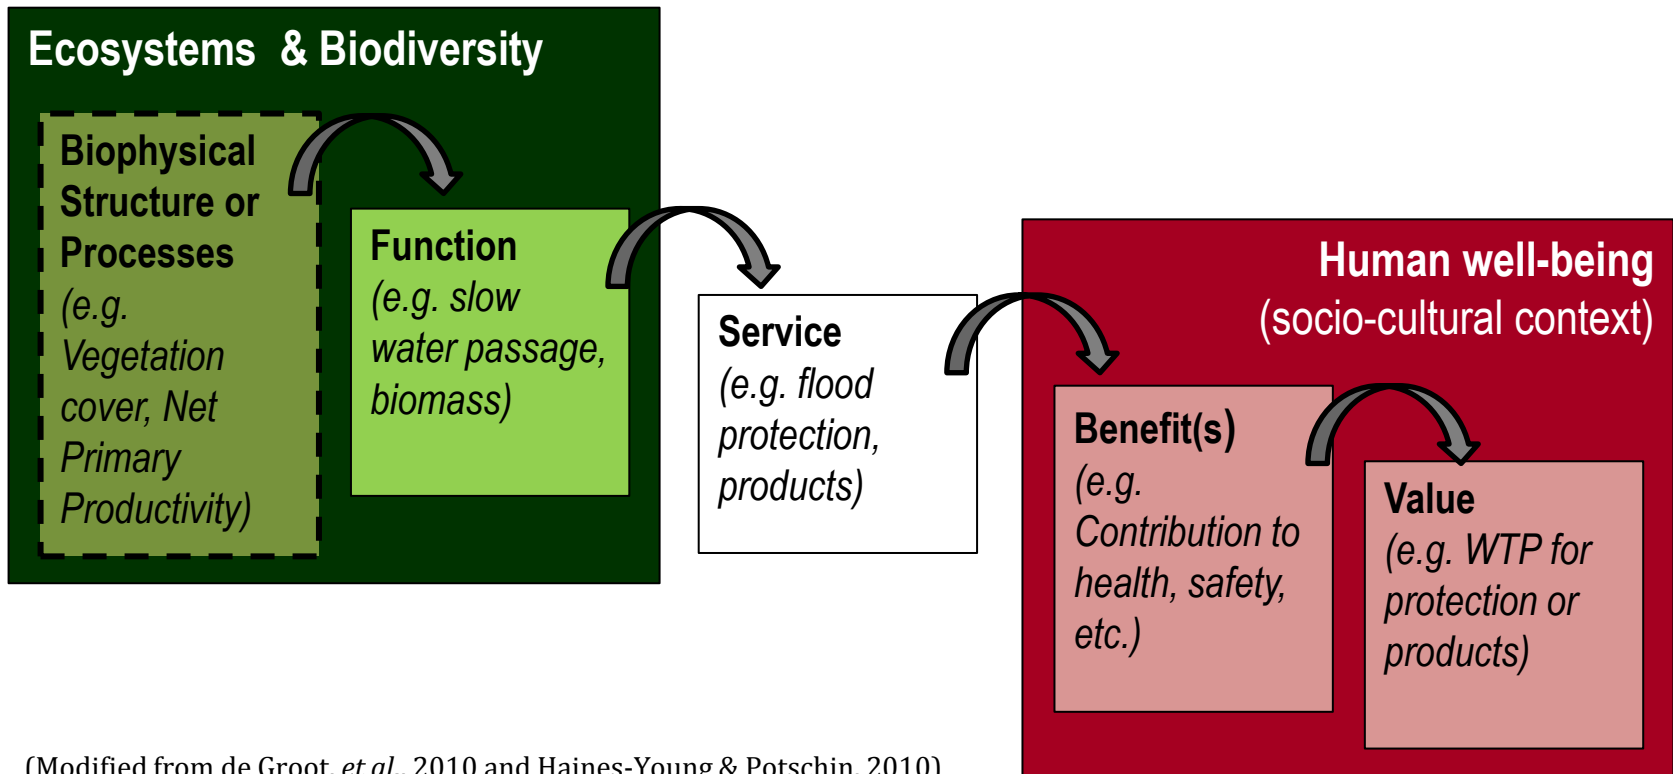 Ecosystems & Biodiversity
Biophysical
Structure or
Processes
(e.g.
Vegetation
cover, Net
Primary
Productivity)
Function
(e.g. slow
water passage,
biomass)
Service
(e.g. flood
protection,
products)
Human well-being
(socio-cultural context)
Benefit(s)
(e.g.
Contribution to
health, safety,
etc.)
Value
(e.g. WTP for
protection or
products)
(Modified from de Groot, et al., 2010 and Haines-Young & Potschin, 2010)